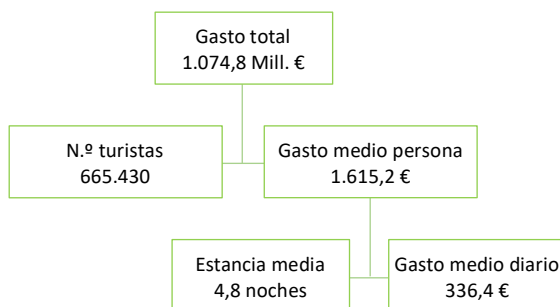 Gasto total
1.074,8 Mill. €
N.º turistas
665.430
Gasto medio persona
1.615,2 €
Estancia media
4,8 noches
Gasto medio diario
336,4 €